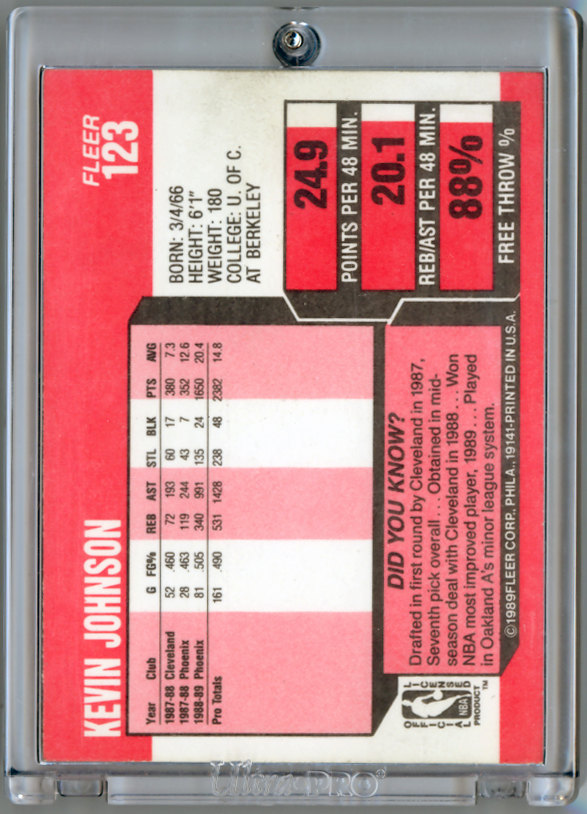 FLEER
123
KEVIN JOHNSON
BORN: 3/4/66
HEIGHT: 6'1"
WEIGHT: 180
COLLEGE: U. OF C.
AT BERKELEY
Year Club G FG% REB AST STL BLK PTS AVG
1987-88 Cleveland 52 .460 72 193 60 17 380 7.3
1987-88 Phoenix 28 .463 119 244 43 7 352 12.6
1988-89 Phoenix 81 .505 340 991 135 24 1650 20.4
Pro Totals 161 .490 531 1428 238 48 2382 14.8
24.9
POINTS PER 48 MIN.
20.1
REB/AST PER 48 MIN.
88%
FREE THROW %
DID YOU KNOW?
Drafted in first round by Cleveland in 1987,
Seventh pick overall . . . Obtained in mid-
season deal with Cleveland in 1988 . . . Won
NBA most improved player, 1989 . . . Played
in Oakland A's minor league system.
OFFICIAL LICENSED
NBA
PRODUCT™
©1989 FLEER CORP., PHILA., 19141-PRINTED IN U.S.A.
Ultra·PRO®